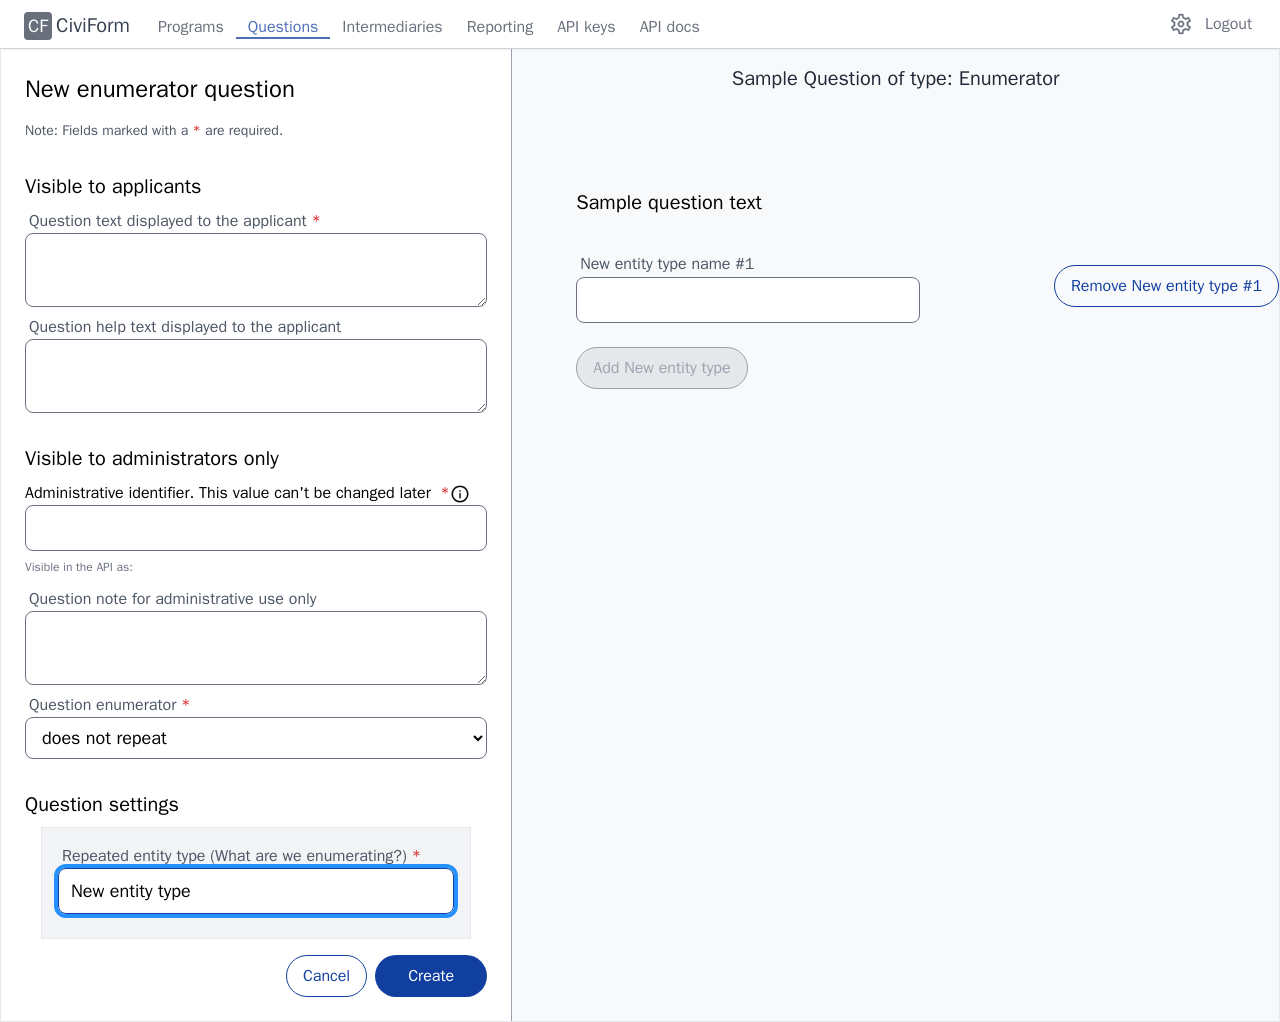 CF CiviForm Programs Questions Intermediaries Reporting API keys API docs Logout
New enumerator question
Note: Fields marked with a * are required.
Visible to applicants
Question text displayed to the applicant *
Question help text displayed to the applicant
Visible to administrators only
Administrative identifier. This value can't be changed later *
Visible in the API as:
Question note for administrative use only
Question enumerator *
does not repeat
Question settings
Repeated entity type (What are we enumerating?) *
New entity type
Cancel Create
Sample Question of type: Enumerator
Sample question text
New entity type name #1
Remove New entity type #1
Add New entity type